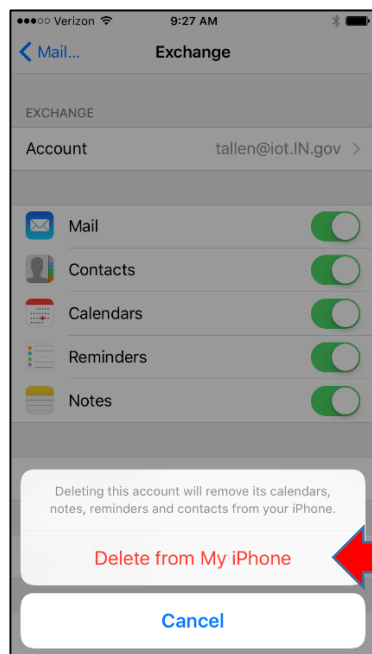 Verizon 9:27 AM
Mail... Exchange
EXCHANGE
Account tallen@iot.IN.gov
Mail
Contacts
Calendars
Reminders
Notes
Deleting this account will remove its calendars,
notes, reminders and contacts from your iPhone.
Delete from My iPhone
Cancel